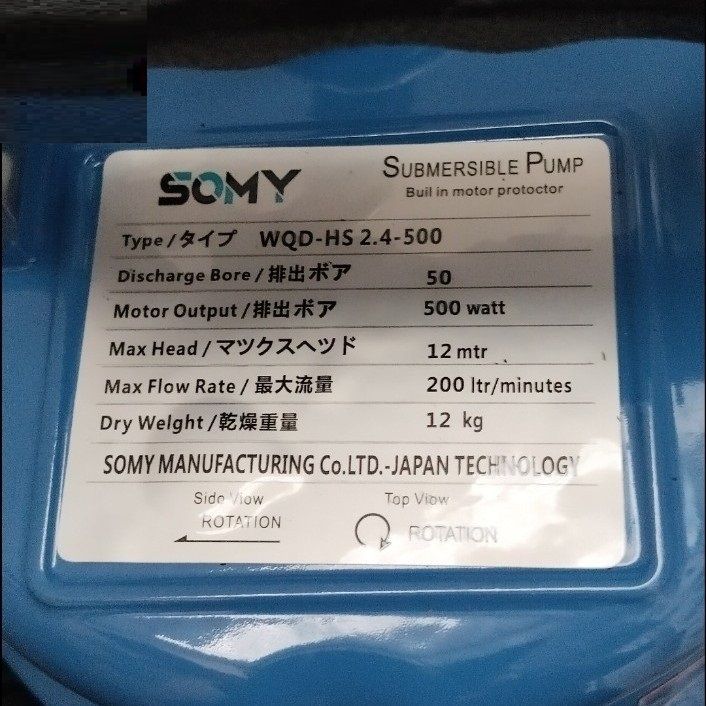 SOMY
SUBMERSIBLE PUMP
Buil in motor protoctor
Type/タイプ WQD-HS 2.4-500
Discharge Bore/排出ボア 50
Motor Output/排出ボア 500 watt
Max Head/マツクスヘツド 12 mtr
Max Flow Rate/最大流量 200 ltr/minutes
Dry Welght/乾燥重量 12 kg
SOMY MANUFACTURING Co.LTD.-JAPAN TECHNOLOGY
Side View Top View
ROTATION ROTATION